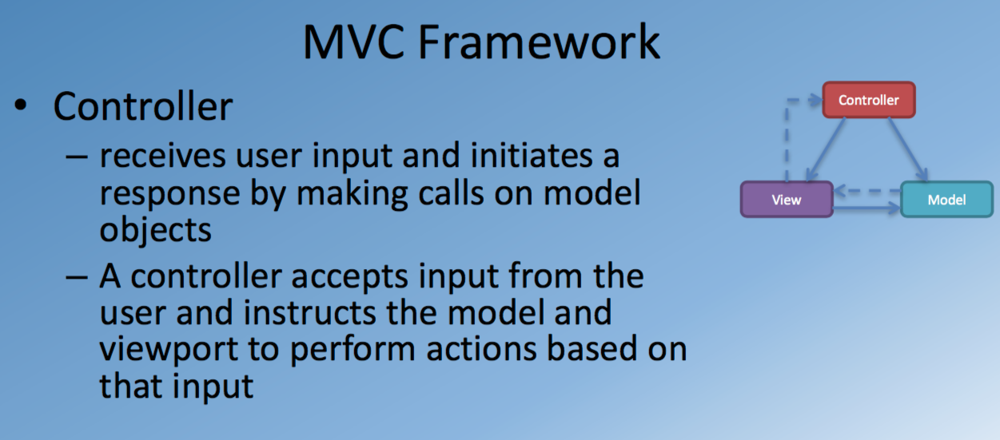 MVC Framework
• Controller
– receives user input and initiates a
response by making calls on model
objects
– A controller accepts input from the
user and instructs the model and
viewport to perform actions based on
that input
Controller
View
Model